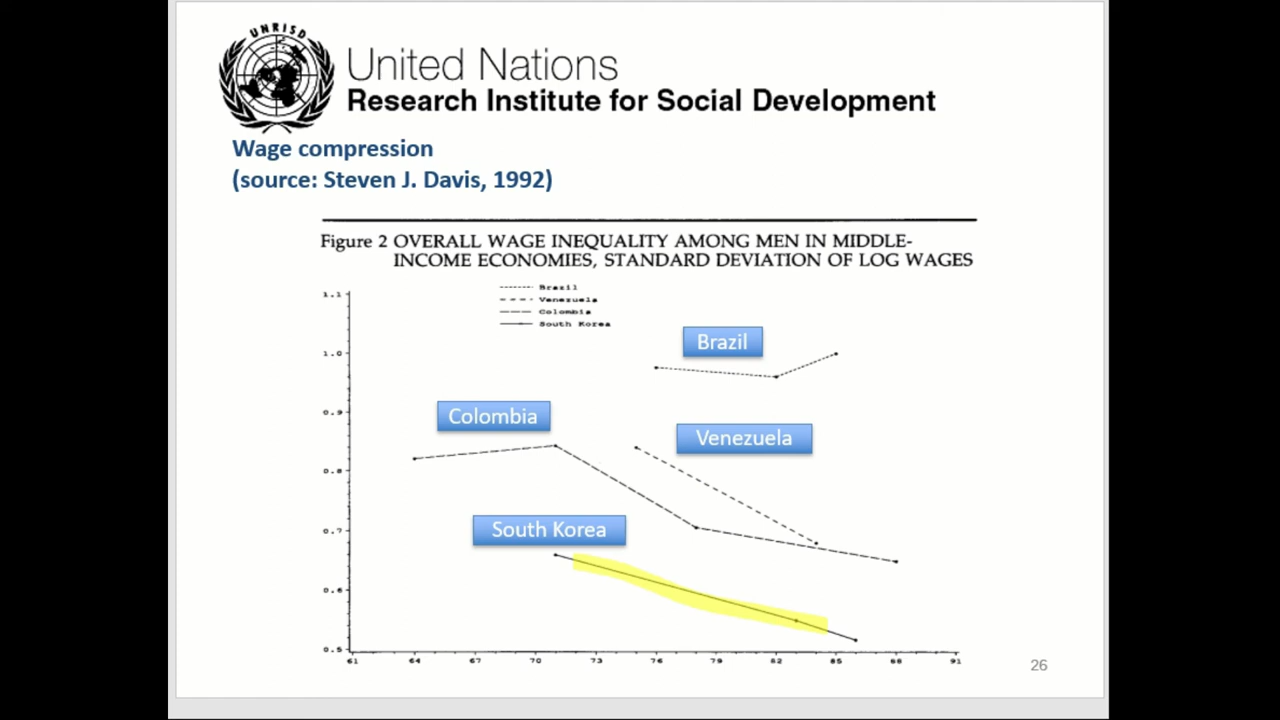 UNRISD
United Nations
Research Institute for Social Development
Wage compression
(source: Steven J. Davis, 1992)
Figure 2 OVERALL WAGE INEQUALITY AMONG MEN IN MIDDLE-
INCOME ECONOMIES, STANDARD DEVIATION OF LOG WAGES
Brazil
Venezuela
Colombia
South Korea
1.1
1.0
0.9
0.8
0.7
0.6
0.5
Brazil
Colombia
Venezuela
South Korea
61 64 67 70 73 76 79 82 85 88 91
26